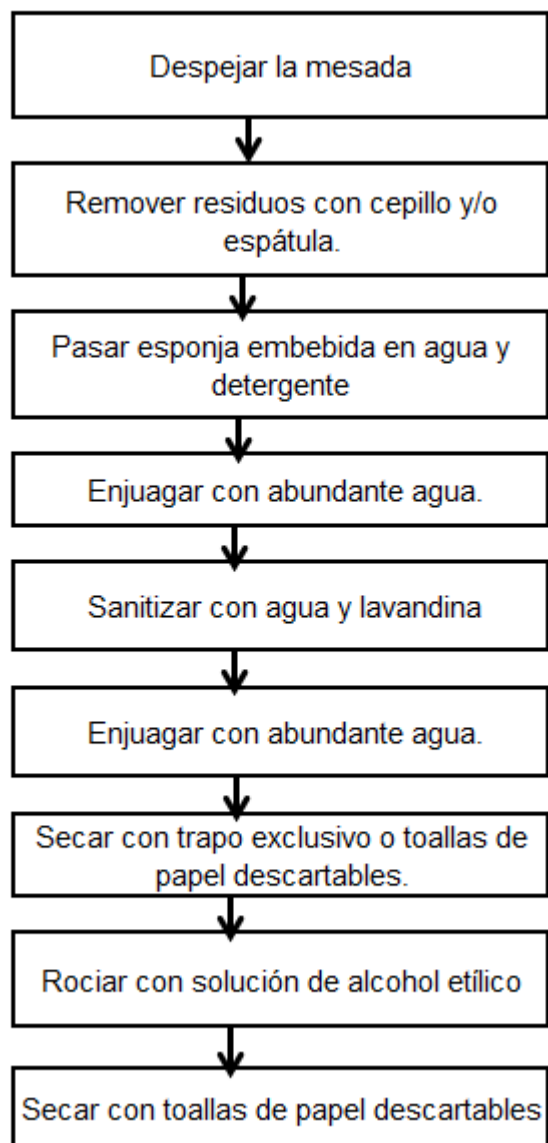 Despejar la mesada
Remover residuos con cepillo y/o
espátula.
Pasar esponja embebida en agua y
detergente
Enjuagar con abundante agua.
Sanitizar con agua y lavandina
Enjuagar con abundante agua.
Secar con trapo exclusivo o toallas de
papel descartables.
Rociar con solución de alcohol etílico
Secar con toallas de papel descartables